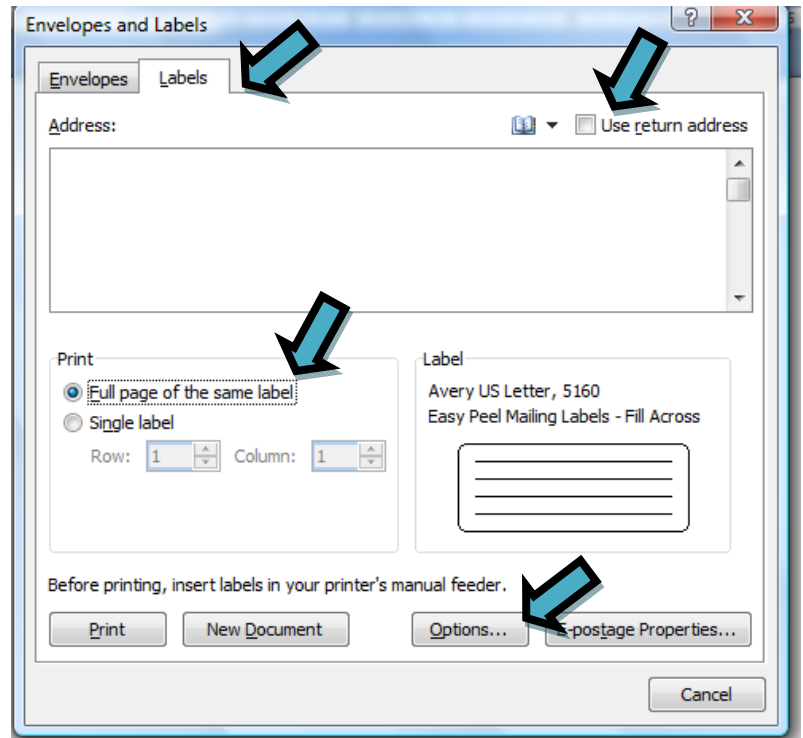 Envelopes and Labels
Envelopes Labels
Address: Use return address
Print
Full page of the same label
Single label
Row: 1 Column: 1
Label
Avery US Letter, 5160
Easy Peel Mailing Labels - Fill Across
Before printing, insert labels in your printer's manual feeder.
Print New Document Options... E-postage Properties...
Cancel